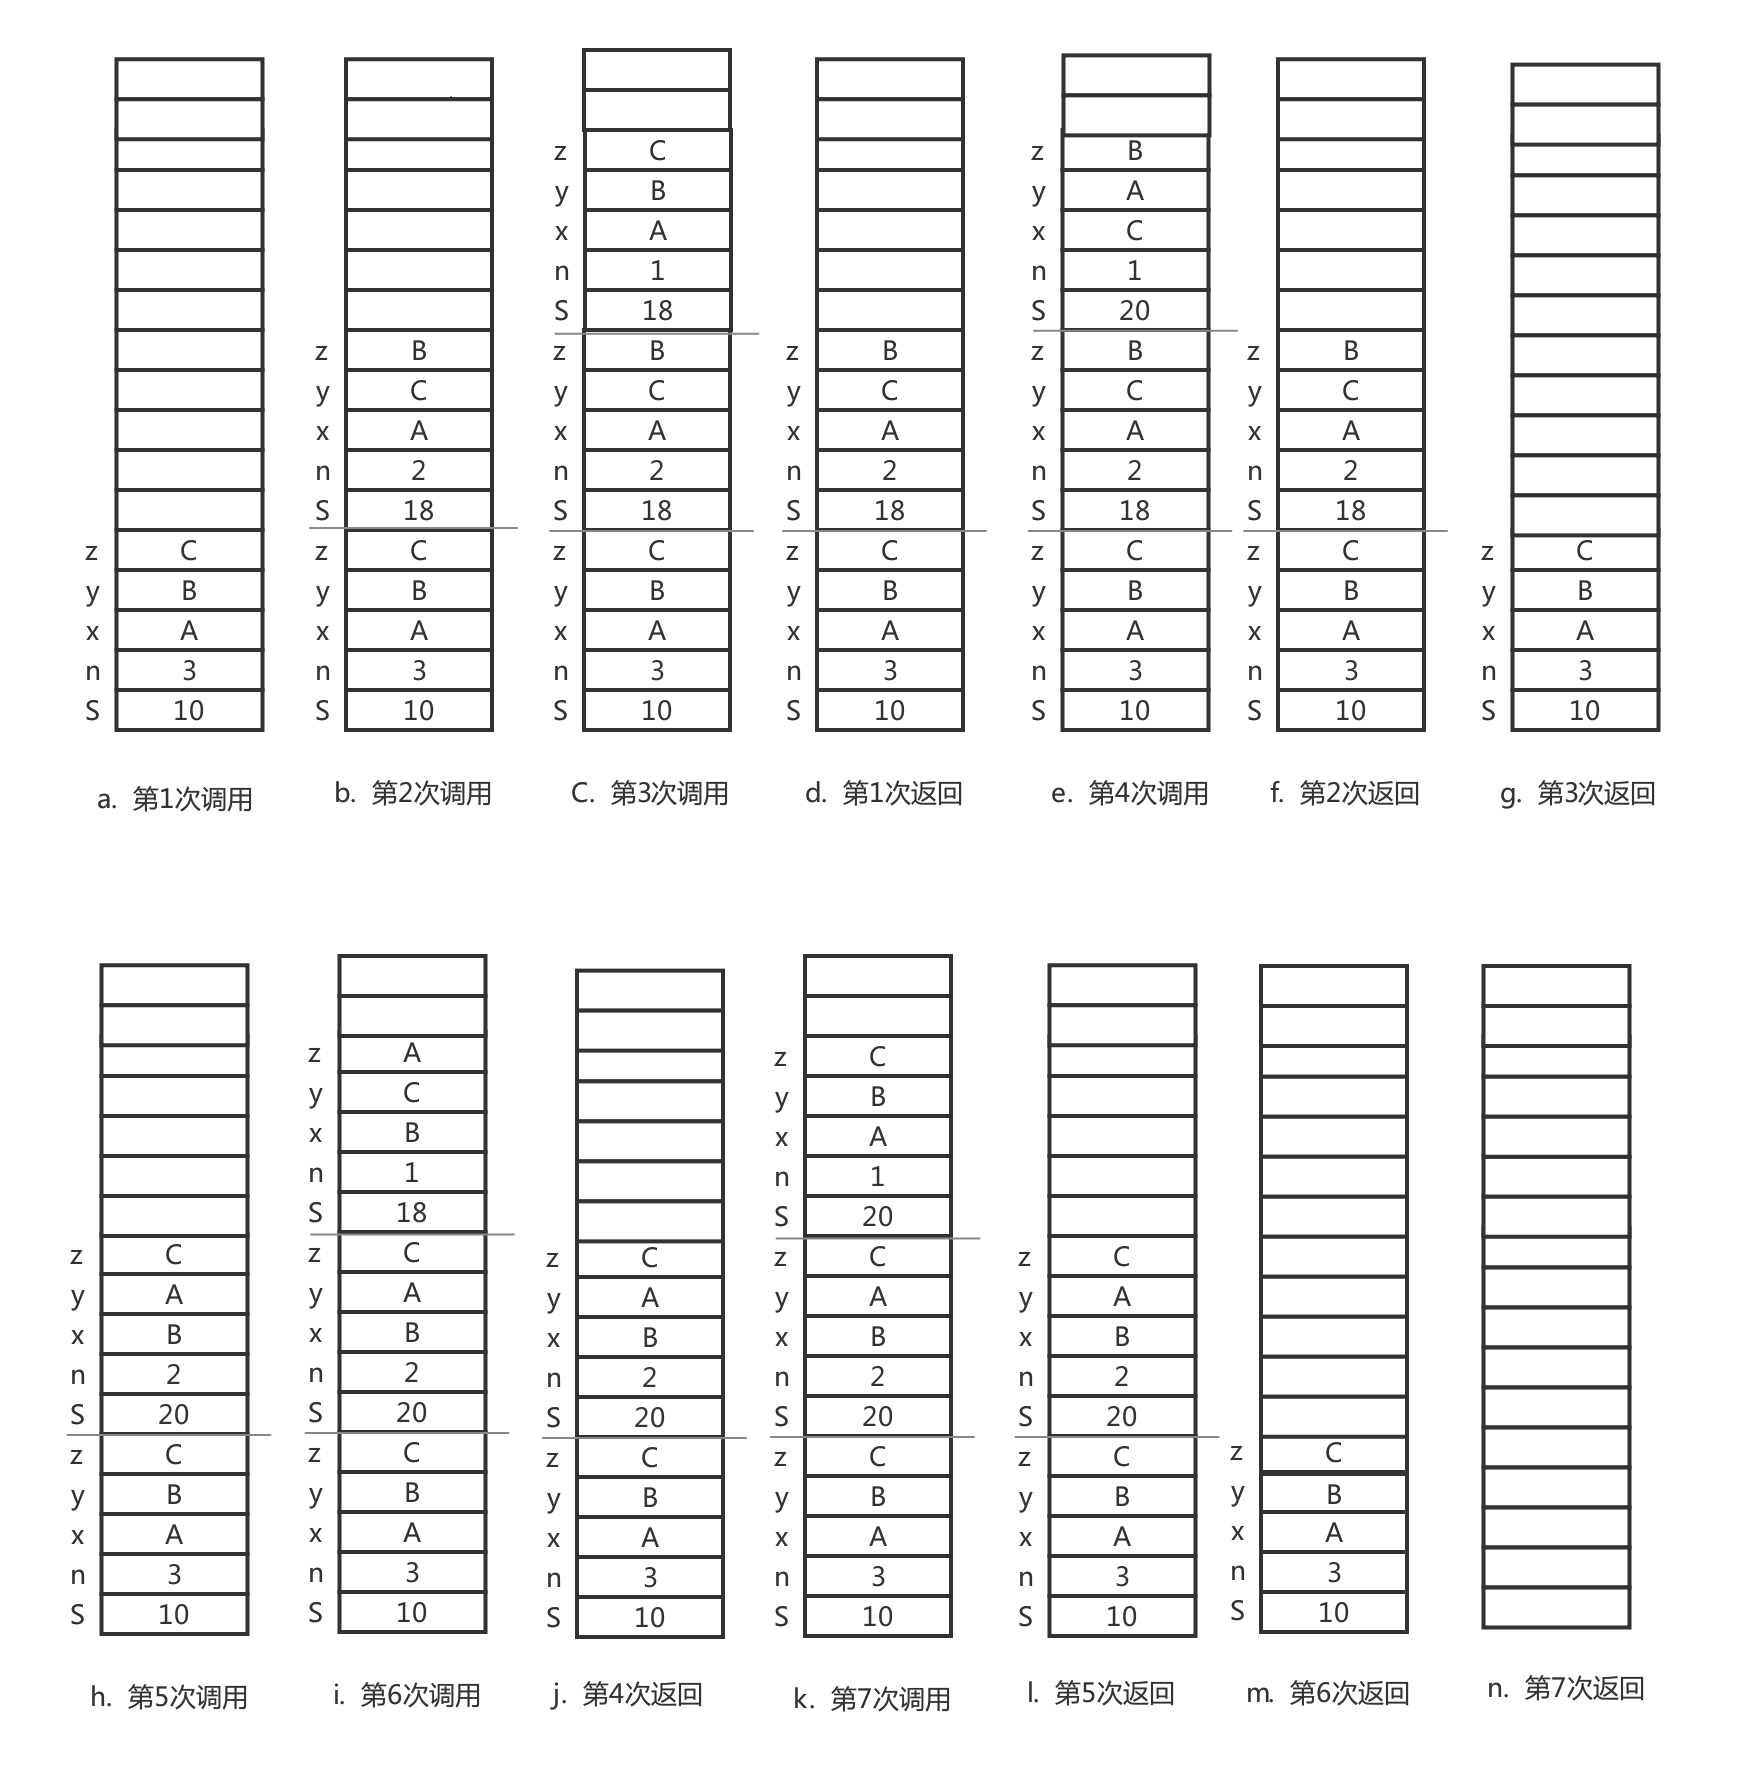 z C
y B
x A
n 3
S 10
a. 第1次调用
z B
y C
x A
n 2
S 18
z C
y B
x A
n 3
S 10
b. 第2次调用
z C
y B
x A
n 1
S 18
z B
y C
x A
n 2
S 18
z C
y B
x A
n 3
S 10
C. 第3次调用
z B
y C
x A
n 2
S 18
z C
y B
x A
n 3
S 10
d. 第1次返回
z B
y A
x C
n 1
S 20
z B
y C
x A
n 2
S 18
z C
y B
x A
n 3
S 10
e. 第4次调用
z B
y C
x A
n 2
S 18
z C
y B
x A
n 3
S 10
f. 第2次返回
z C
y B
x A
n 3
S 10
g. 第3次返回
z C
y A
x B
n 2
S 20
z C
y B
x A
n 3
S 10
h. 第5次调用
z A
y C
x B
n 1
S 18
z C
y A
x B
n 2
S 20
z C
y B
x A
n 3
S 10
i. 第6次调用
z C
y A
x B
n 2
S 20
z C
y B
x A
n 3
S 10
j. 第4次返回
z C
y B
x A
n 1
S 20
z C
y A
x B
n 2
S 20
z C
y B
x A
n 3
S 10
k. 第7次调用
z C
y A
x B
n 2
S 20
z C
y B
x A
n 3
S 10
l. 第5次返回
z C
y B
x A
n 3
S 10
m. 第6次返回
n. 第7次返回